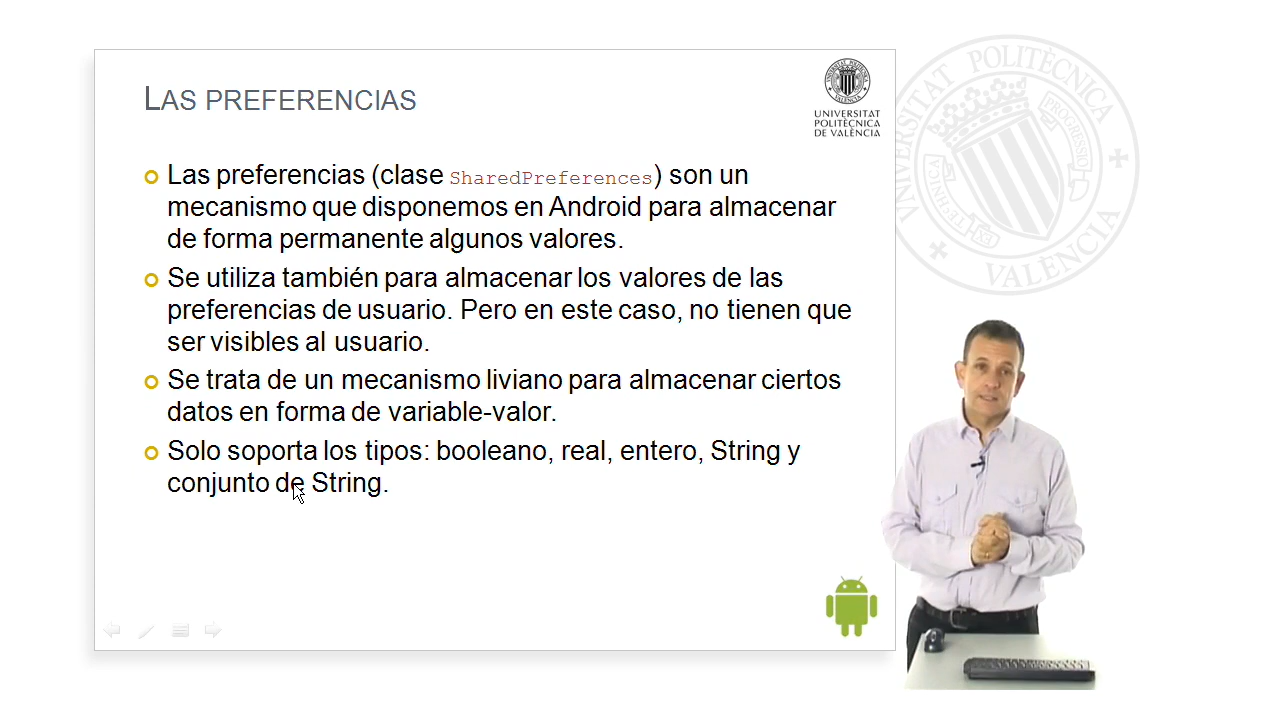 LAS PREFERENCIAS
UNIVERSITAT
POLITÈCNICA
DE VALÈNCIA
Las preferencias (clase SharedPreferences) son un
mecanismo que disponemos en Android para almacenar
de forma permanente algunos valores.
Se utiliza también para almacenar los valores de las
preferencias de usuario. Pero en este caso, no tienen que
ser visibles al usuario.
Se trata de un mecanismo liviano para almacenar ciertos
datos en forma de variable-valor.
Solo soporta los tipos: booleano, real, entero, String y
conjunto de String.
UNIVERSITAT POLITÈCNICA
VALÈNCIA